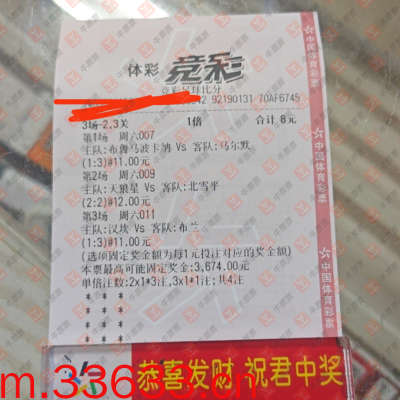 体彩 竞彩
竞彩足球比分
92190131 70AF6745
3场-2.3关 1倍 合计 8元
第1场 周六007
主队:布鲁马波卡纳 Vs 客队:马尔默
(1:3)@11.00元
第2场 周六009
主队:天狼星 Vs 客队:北雪平
(2:2)@12.00元
第3场 周六011
主队:汉埃 Vs 客队:布兰
(1:3)@11.00元
(选项固定奖金额为每1元投注对应的奖金额)
本票最高可能固定奖金:3,674.00元
单倍注数:2x1*3注,3x1*1注;共4注
* * * *
* * * *
* * * *
* * * *
中国体育彩票
中国体育彩票
中国体育彩票
恭喜发财 祝君中奖